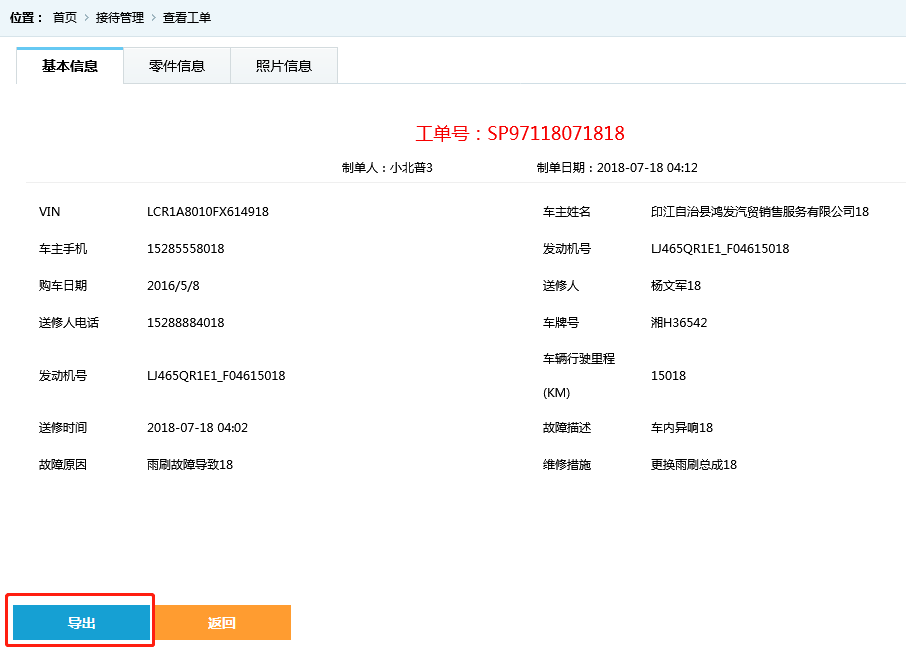 位置： 首页 > 接待管理 > 查看工单
基本信息 零件信息 照片信息
工单号：SP97118071818
制单人：小北普3 制单日期：2018-07-18 04:12
VIN LCR1A8010FX614918 车主姓名 印江自治县鸿发汽贸销售服务有限公司18
车主手机 15285558018 发动机号 LJ465QR1E1_F04615018
购车日期 2016/5/8 送修人 杨文军18
送修人电话 15288884018 车牌号 湘H36542
发动机号 LJ465QR1E1_F04615018 车辆行驶里程
(KM) 15018
送修时间 2018-07-18 04:02 故障描述 车内异响18
故障原因 雨刷故障导致18 维修措施 更换雨刷总成18
导出 返回